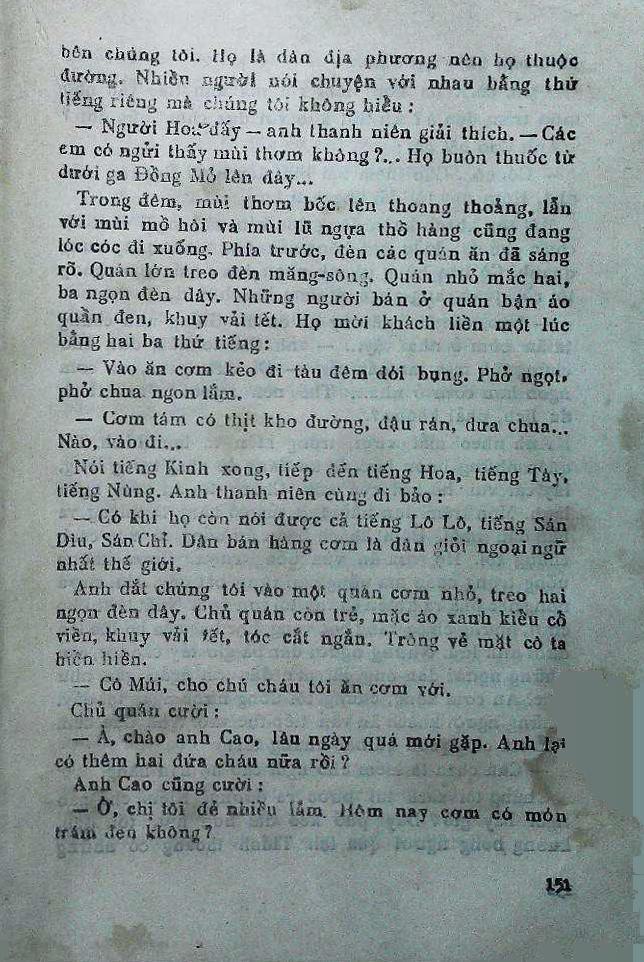 bên chúng tôi. Họ là dân địa phương nên họ thuộc
đường. Nhiều người nói chuyện với nhau bằng thứ
tiếng riêng mà chúng tôi không hiểu :
— Người Hoa đấy — anh thanh niên giải thích. — Các
em có ngửi thấy mùi thơm không ?... Họ buôn thuốc từ
dưới ga Đồng Mỏ lên đây...
Trong đêm, mùi thơm bốc lên thoang thoảng, lẫn
với mùi mồ hôi và mùi lũ ngựa thồ hàng cũng đang
lóc cóc đi xuống. Phía trước, đèn các quán ăn đã sáng
rõ. Quán lớn treo đèn măng-sông. Quán nhỏ mắc hai,
ba ngọn đèn dây. Những người bán ở quán bận áo
quần đen, khuy vải tết. Họ mời khách liền một lúc
bằng hai ba thứ tiếng :
— Vào ăn cơm kẻo đi tàu đêm đói bụng. Phở ngọt,
phở chua ngon lắm.
— Cơm tám có thịt kho đường, đậu rán, dưa chua...
Nào, vào đi...
Nói tiếng Kinh xong, tiếp đến tiếng Hoa, tiếng Tày,
tiếng Nùng. Anh thanh niên cùng đi bảo :
— Có khi họ còn nói được cả tiếng Lô Lô, tiếng Sán
Dìu, Sán Chỉ. Dân bán hàng cơm là dân giỏi ngoại ngữ
nhất thế giới.
Anh dắt chúng tôi vào một quán cơm nhỏ, treo hai
ngọn đèn dây. Chủ quán còn trẻ, mặc áo xanh kiểu cổ
viền, khuy vải tết, tóc cắt ngắn. Trông vẻ mặt cô ta
hiền hiền.
— Cô Múi, cho chú cháu tôi ăn cơm với.
Chủ quán cười :
— À, chào anh Cao, lâu ngày quá mới gặp. Anh lại
có thêm hai đứa cháu nữa rồi ?
Anh Cao cũng cười :
— Ờ, chị tôi đẻ nhiều lắm. Hôm nay cơm có món
trám đen không ?
151